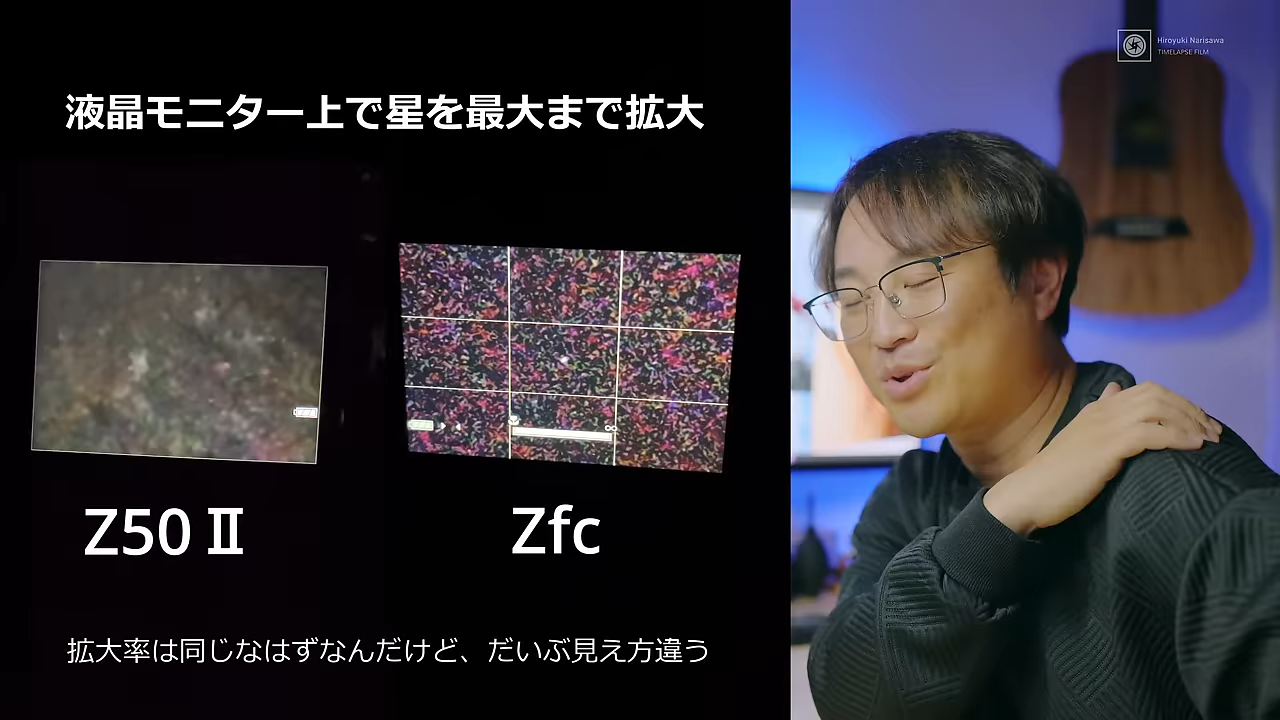 液晶モニター上で星を最大まで拡大
Hiroyuki Narisawa
TIMELAPSE FILM
Z50Ⅱ
Zfc
拡大率は同じなはずなんだけど、だいぶ見え方違う